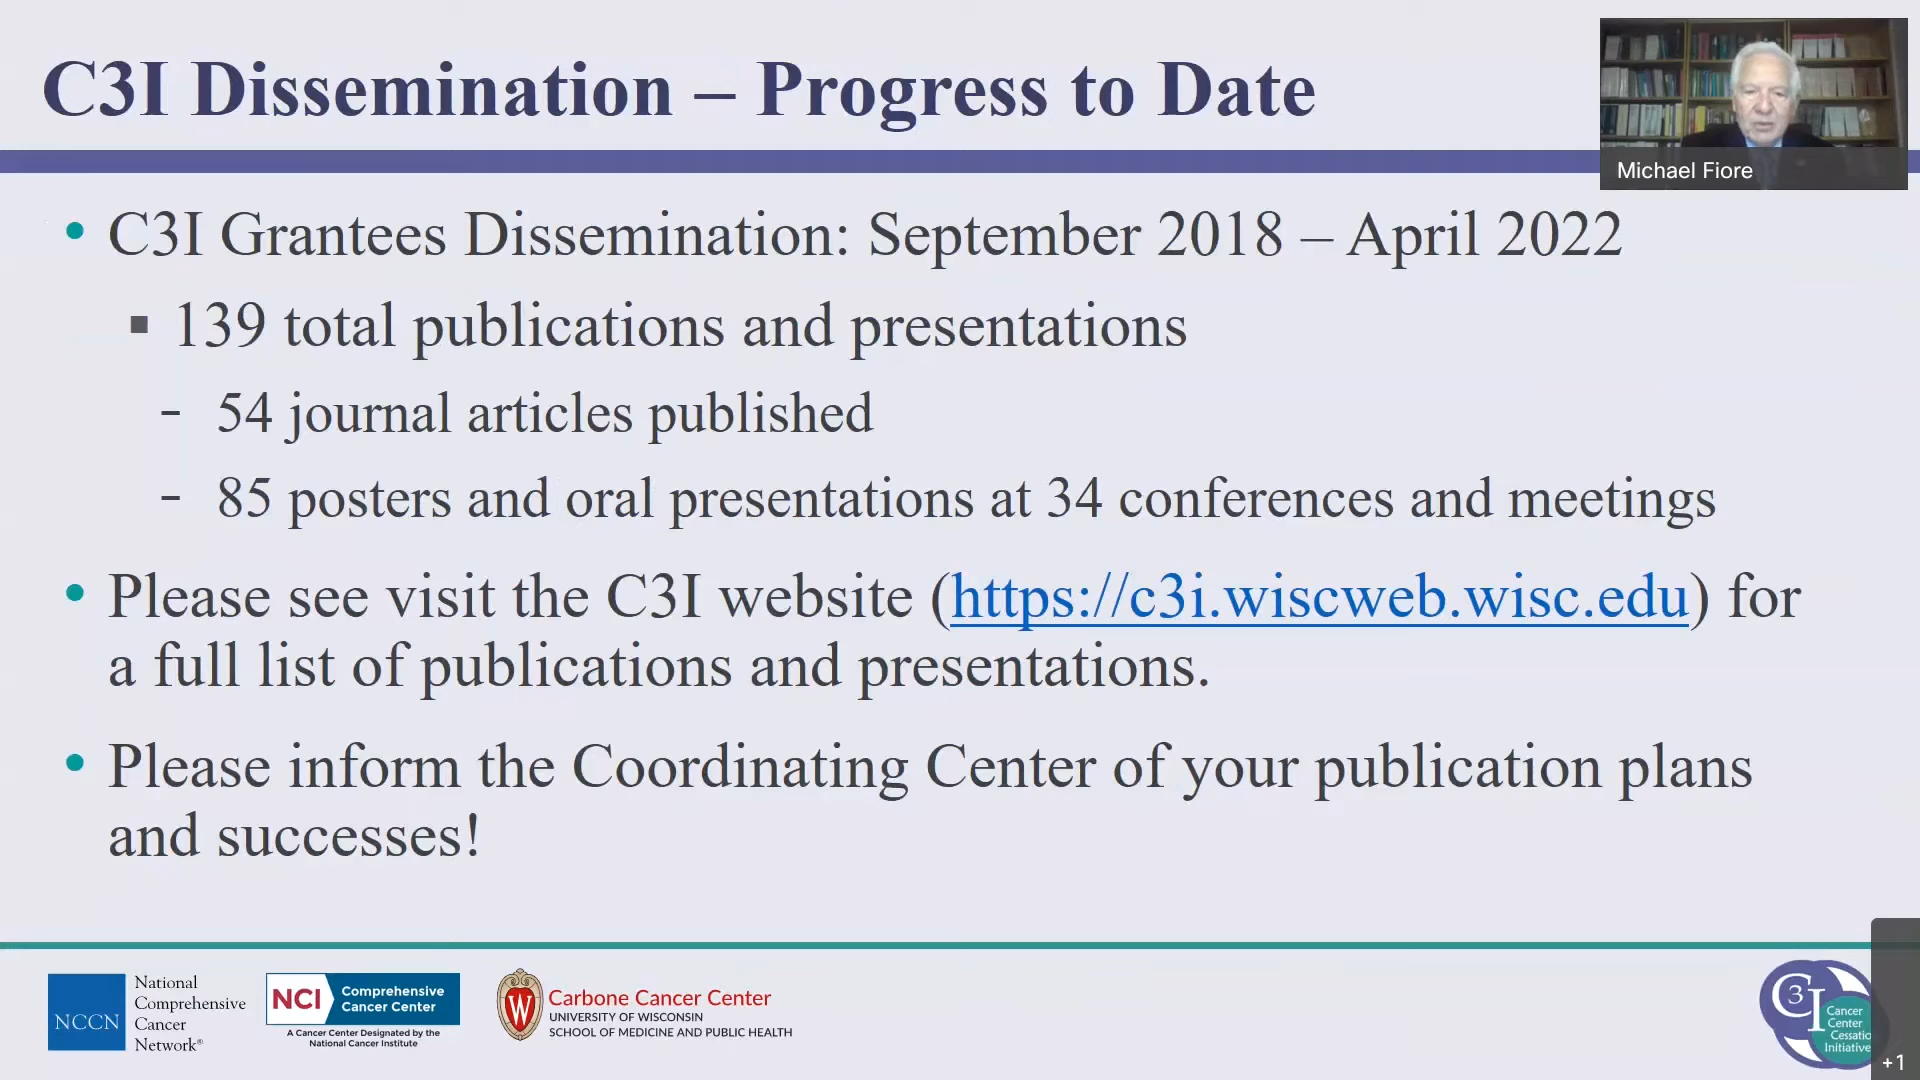 C3I Dissemination – Progress to Date
Michael Fiore
• C3I Grantees Dissemination: September 2018 – April 2022
▪ 139 total publications and presentations
- 54 journal articles published
- 85 posters and oral presentations at 34 conferences and meetings
• Please see visit the C3I website (https://c3i.wiscweb.wisc.edu) for
a full list of publications and presentations.
• Please inform the Coordinating Center of your publication plans
and successes!
NCCN
National
Comprehensive
Cancer
Network®
NCI
Comprehensive
Cancer Center
A Cancer Center Designated by the
National Cancer Institute
W
Carbone Cancer Center
UNIVERSITY OF WISCONSIN
SCHOOL OF MEDICINE AND PUBLIC HEALTH
C3I
Cancer
Center
Cessatio
Initiative
+1